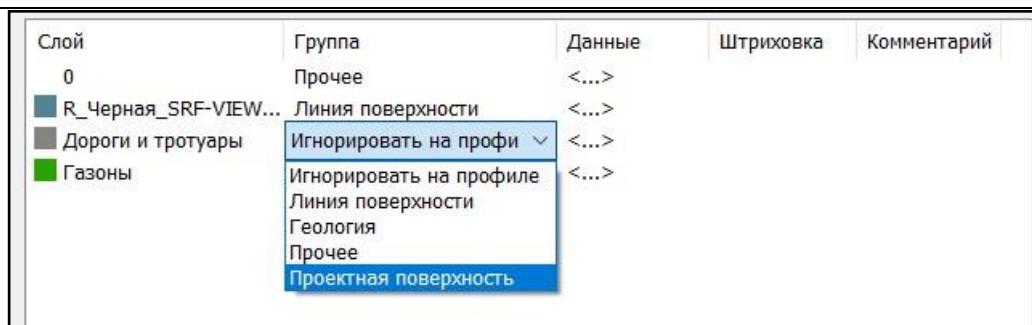 Слой Группа Данные Штриховка Комментарий
0 Прочее <...>
R_Черная_SRF-VIEW... Линия поверхности <...>
Дороги и тротуары Игнорировать на профи <...>
Газоны <...>
Игнорировать на профиле
Линия поверхности
Геология
Прочее
Проектная поверхность